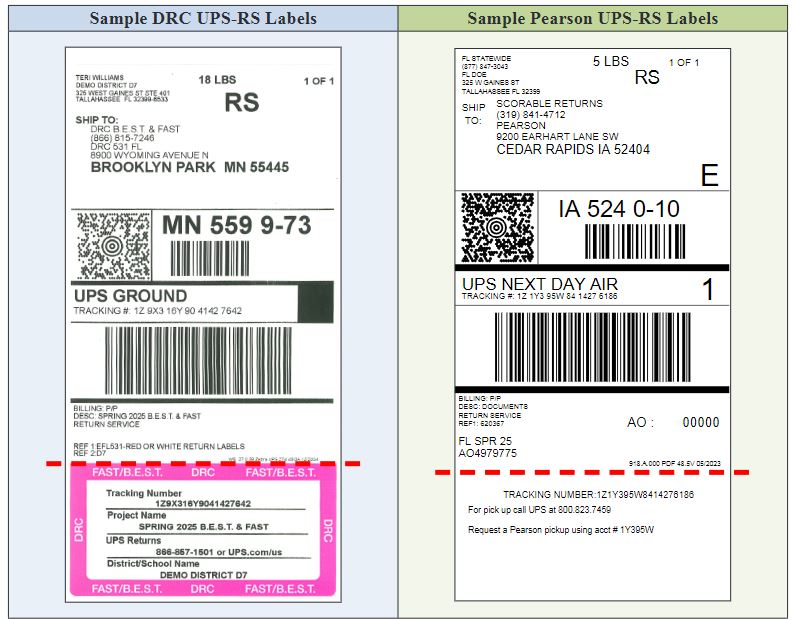 Sample DRC UPS-RS Labels
TERI WILLIAMS
DEMO DISTRICT D7
325 WEST GAINES ST STE 401
TALLAHASSEE FL 32399-6533
18 LBS
1 OF 1
RS
SHIP TO:
DRC B.E.S.T. & FAST
(866) 815-7246
DRC 531 FL
8900 WYOMING AVENUE N
BROOKLYN PARK MN 55445
MN 559 9-73
UPS GROUND
TRACKING #: 1Z 9X3 16Y 90 4142 7642
BILLING: P/P
DESC: SPRING 2025 B.E.S.T. & FAST
RETURN SERVICE
REF 1:EFL531-RED OR WHITE RETURN LABELS
REF 2:D7
FAST/B.E.S.T. DRC FAST/B.E.S.T.
DRC
Tracking Number
1Z9X316Y9041427642
Project Name
SPRING 2025 B.E.S.T. & FAST
UPS Returns
866-857-1501 or UPS.com/us
District/School Name
DEMO DISTRICT D7
DRC
FAST/B.E.S.T. DRC FAST/B.E.S.T.
Sample Pearson UPS-RS Labels
FL STATEWIDE
(877) 847-3043
FL DOE
325 W GAINES ST
TALLAHASSEE FL 32399
5 LBS
1 OF 1
RS
SHIP TO:
SCORABLE RETURNS
(319) 841-4712
PEARSON
9200 EARHART LANE SW
CEDAR RAPIDS IA 52404
E
IA 524 0-10
UPS NEXT DAY AIR
1
TRACKING #: 1Z 1Y3 95W 84 1427 6186
BILLING: P/P
DESC: DOCUMENTS
RETURN SERVICE
REF1: 620367
AO : 00000
FL SPR 25
AO4979775
918.A.000 PDF 48.5V 05/2023
TRACKING NUMBER:1Z1Y395W8414276186
For pick up call UPS at 800.823.7459
Request a Pearson pickup using acct # 1Y395W